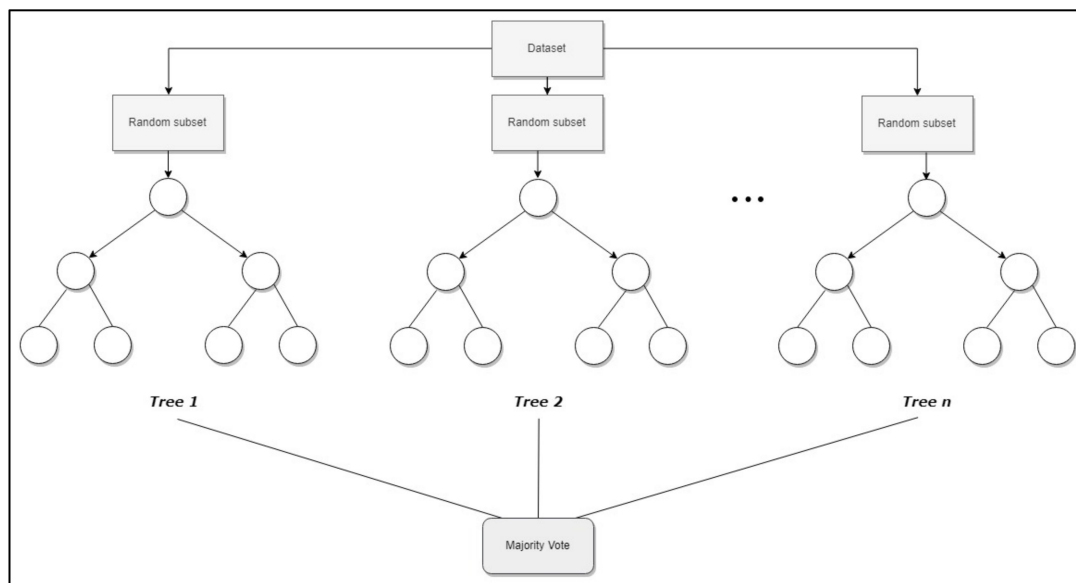 Dataset
Random subset
Random subset
Random subset
...
Tree 1
Tree 2
Tree n
Majority Vote